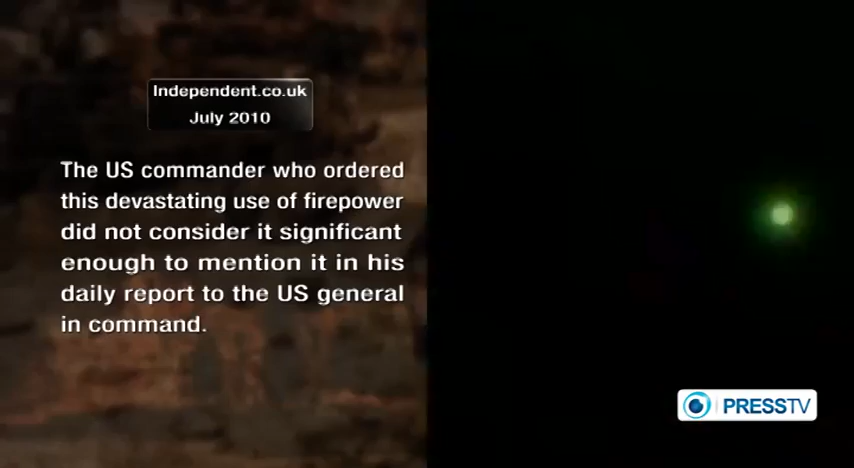 Independent.co.uk
July 2010
The US commander who ordered
this devastating use of firepower
did not consider it significant
enough to mention it in his
daily report to the US general
in command.
PRESSTV